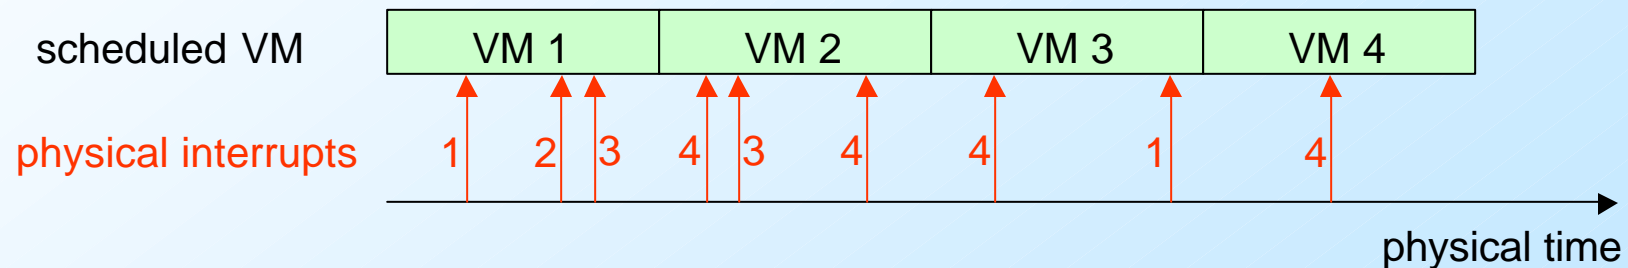 scheduled VM VM 1 VM 2 VM 3 VM 4
physical interrupts 1 2 3 4 3 4 4 1 4
physical time